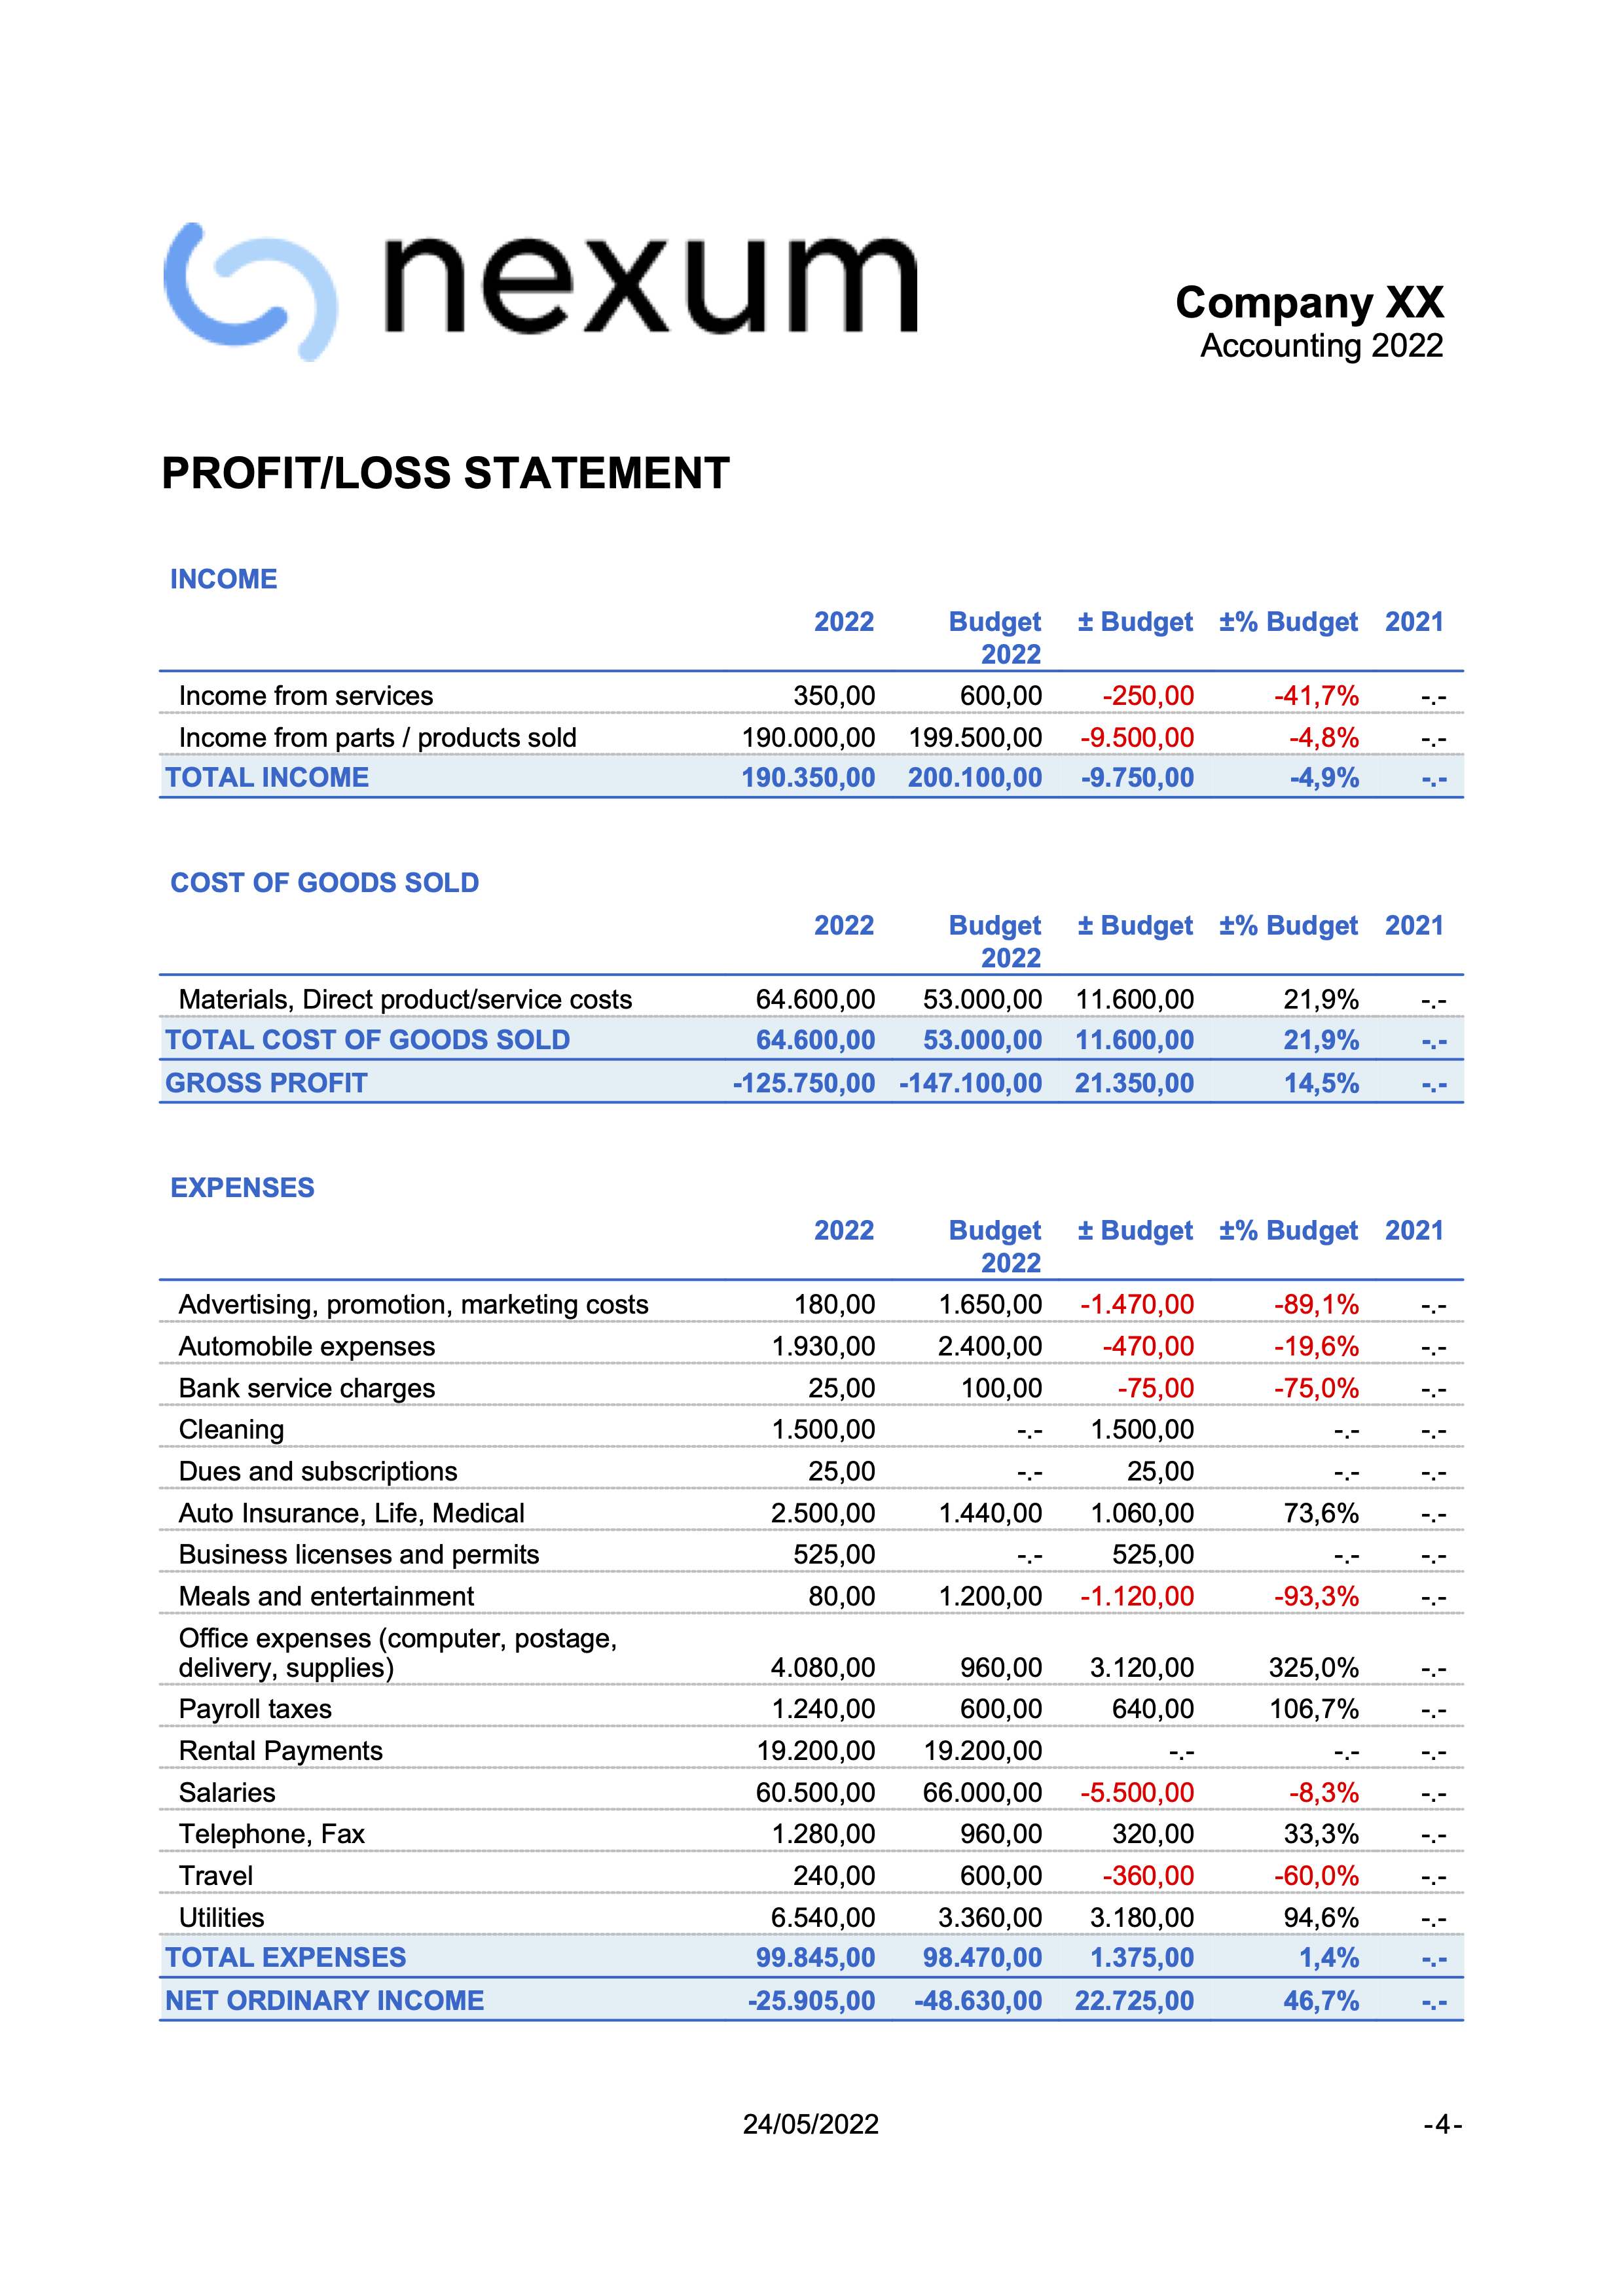 nexum
Company XX
Accounting 2022
PROFIT/LOSS STATEMENT
INCOME
2022 Budget 2022 ± Budget ±% Budget 2021
Income from services 350,00 600,00 -250,00 -41,7% -.-
Income from parts / products sold 190.000,00 199.500,00 -9.500,00 -4,8% -.-
TOTAL INCOME 190.350,00 200.100,00 -9.750,00 -4,9% -.-
COST OF GOODS SOLD
2022 Budget 2022 ± Budget ±% Budget 2021
Materials, Direct product/service costs 64.600,00 53.000,00 11.600,00 21,9% -.-
TOTAL COST OF GOODS SOLD 64.600,00 53.000,00 11.600,00 21,9% -.-
GROSS PROFIT -125.750,00 -147.100,00 21.350,00 14,5% -.-
EXPENSES
2022 Budget 2022 ± Budget ±% Budget 2021
Advertising, promotion, marketing costs 180,00 1.650,00 -1.470,00 -89,1% -.-
Automobile expenses 1.930,00 2.400,00 -470,00 -19,6% -.-
Bank service charges 25,00 100,00 -75,00 -75,0% -.-
Cleaning 1.500,00 -.- 1.500,00 -.- -.-
Dues and subscriptions 25,00 -.- 25,00 -.- -.-
Auto Insurance, Life, Medical 2.500,00 1.440,00 1.060,00 73,6% -.-
Business licenses and permits 525,00 -.- 525,00 -.- -.-
Meals and entertainment 80,00 1.200,00 -1.120,00 -93,3% -.-
Office expenses (computer, postage,
delivery, supplies) 4.080,00 960,00 3.120,00 325,0% -.-
Payroll taxes 1.240,00 600,00 640,00 106,7% -.-
Rental Payments 19.200,00 19.200,00 -.- -.- -.-
Salaries 60.500,00 66.000,00 -5.500,00 -8,3% -.-
Telephone, Fax 1.280,00 960,00 320,00 33,3% -.-
Travel 240,00 600,00 -360,00 -60,0% -.-
Utilities 6.540,00 3.360,00 3.180,00 94,6% -.-
TOTAL EXPENSES 99.845,00 98.470,00 1.375,00 1,4% -.-
NET ORDINARY INCOME -25.905,00 -48.630,00 22.725,00 46,7% -.-
24/05/2022 -4-